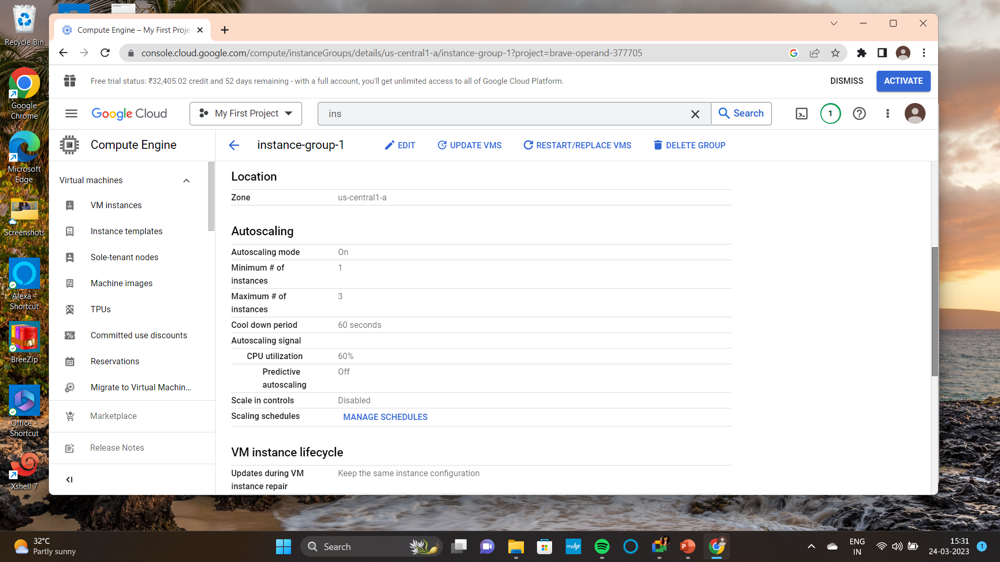 Recycle Bin
Google
Chrome
Microsoft
Edge
Screenshots
Alexa -
Shortcut
RAR
BreeZip
Office -
Shortcut
Xshell 7
Compute Engine – My First Proje
console.cloud.google.com/compute/instanceGroups/details/us-central1-a/instance-group-1?project=brave-operand-377705
Free trial status: ₹32,405.02 credit and 52 days remaining - with a full account, you'll get unlimited access to all of Google Cloud Platform.
DISMISS
ACTIVATE
Google Cloud
My First Project
ins
Search
1
Compute Engine
instance-group-1
EDIT
UPDATE VMS
RESTART/REPLACE VMS
DELETE GROUP
Virtual machines
VM instances
Instance templates
Sole-tenant nodes
Machine images
TPUs
Committed use discounts
Reservations
Migrate to Virtual Machin...
Marketplace
Release Notes
Location
Zone us-central1-a
Autoscaling
Autoscaling mode On
Minimum # of 1
instances
Maximum # of 3
instances
Cool down period 60 seconds
Autoscaling signal
CPU utilization 60%
Predictive Off
autoscaling
Scale in controls Disabled
Scaling schedules MANAGE SCHEDULES
VM instance lifecycle
Updates during VM Keep the same instance configuration
instance repair
32°C
Partly sunny
Search
myhp
P
ENG
IN
15:31
24-03-2023
1